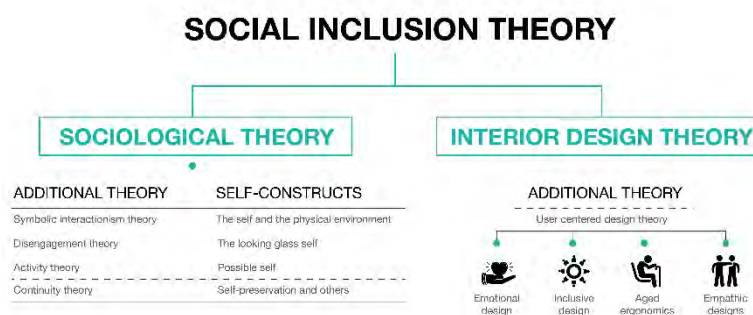 SOCIAL INCLUSION THEORY
SOCIOLOGICAL THEORY
INTERIOR DESIGN THEORY
ADDITIONAL THEORY
SELF-CONSTRUCTS
Symbolic interactionism theory
The self and the physical environment
Disengagement theory
The looking glass self
Activity theory
Possible self
Continuity theory
Self-preservation and others
ADDITIONAL THEORY
User centered design theory
Emotional
design
Inclusive
design
Aged
ergonomics
Empathic
designs